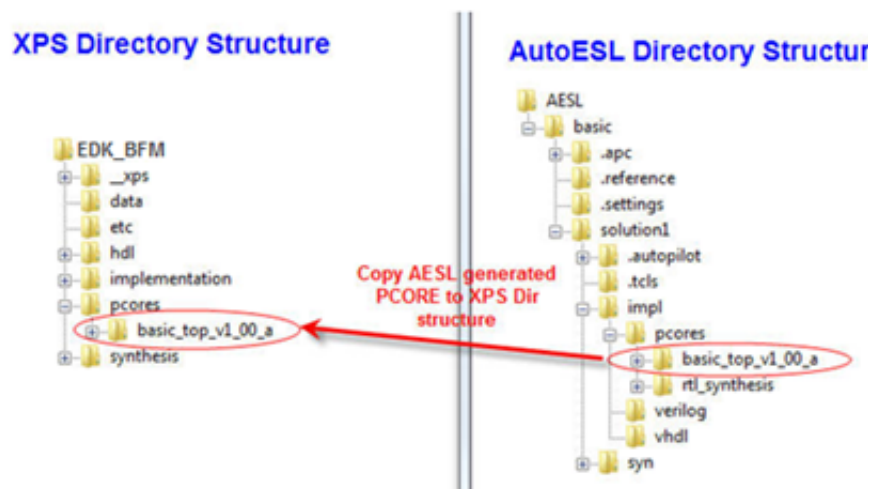 XPS Directory Structure
EDK_BFM
__xps
data
etc
hdl
implementation
pcores
basic_top_v1_00_a
synthesis
Copy AESL generated
PCORE to XPS Dir
structure
AutoESL Directory Structur
AESL
basic
.apc
.reference
.settings
solution1
.autopilot
.tcls
impl
pcores
basic_top_v1_00_a
rtl_synthesis
verilog
vhdl
syn